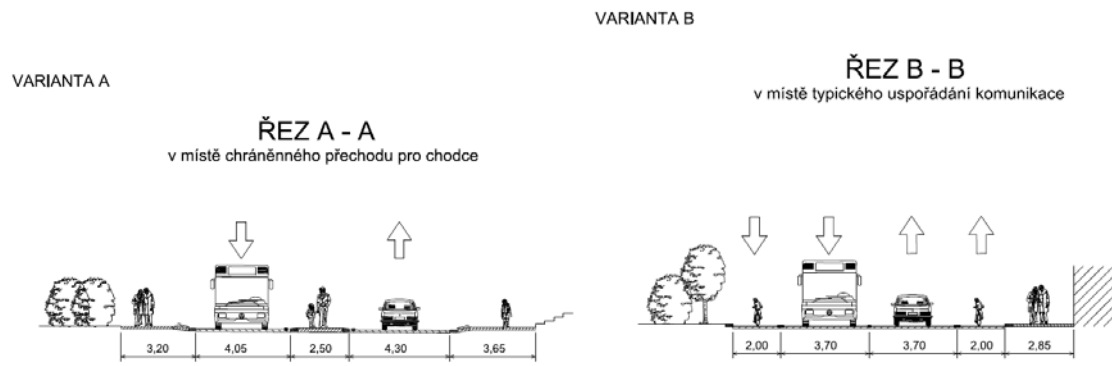 VARIANTA A
ŘEZ A - A
v místě chráněnného přechodu pro chodce
3,20 4,05 2,50 4,30 3,65
VARIANTA B
ŘEZ B - B
v místě typického uspořádání komunikace
2,00 3,70 3,70 2,00 2,85